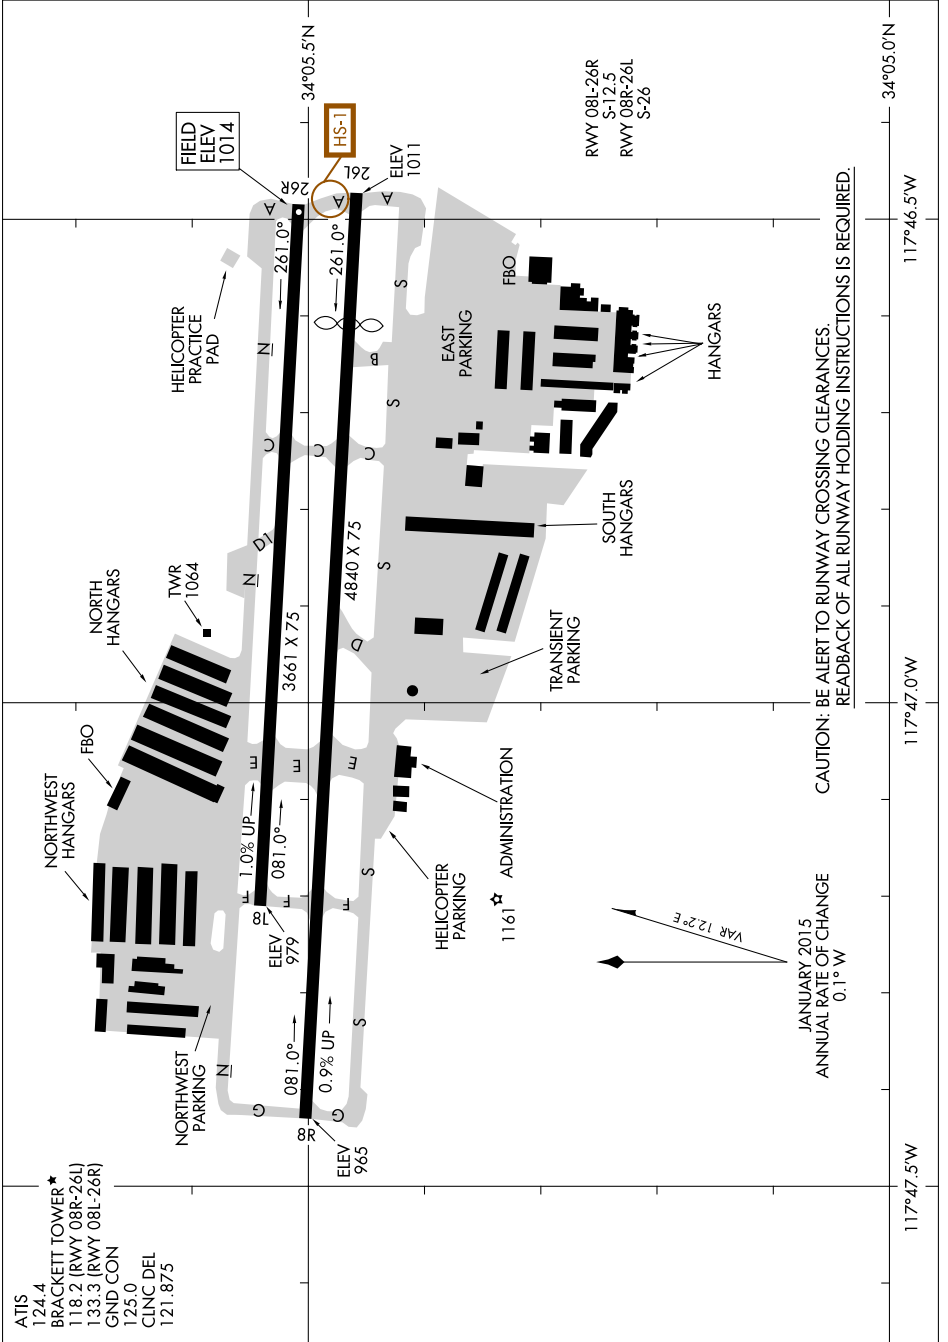 ATIS
124.4
BRACKETT TOWER★
118.2 (RWY 08R-26L)
133.3 (RWY 08L-26R)
GND CON
125.0
CLNC DEL
121.875
NORTHWEST
HANGARS
FBO
NORTH
HANGARS
TWR
1064
HELICOPTER
PRACTICE
PAD
FIELD
ELEV
1014
HS-1
34°05.5'N
34°05.0'N
RWY 08L-26R
S-12.5
RWY 08R-26L
S-26
26R
26L
ELEV
1011
261.0°
261.0°
A
A
A
N
N
N
C
C
C
B
D1
D
S
S
S
S
S
E
E
E
F
F
F
G
G
3661 X 75
4840 X 75
1.0% UP
081.0°
18L
ELEV
979
081.0°
0.9% UP
8R
ELEV
965
NORTHWEST
PARKING
EAST
PARKING
FBO
HANGARS
SOUTH
HANGARS
TRANSIENT
PARKING
ADMINISTRATION
HELICOPTER
PARKING
1161
VAR 12.2°E
JANUARY 2015
ANNUAL RATE OF CHANGE
0.1° W
CAUTION: BE ALERT TO RUNWAY CROSSING CLEARANCES.
READBACK OF ALL RUNWAY HOLDING INSTRUCTIONS IS REQUIRED.
117°47.5'W
117°47.0'W
117°46.5'W